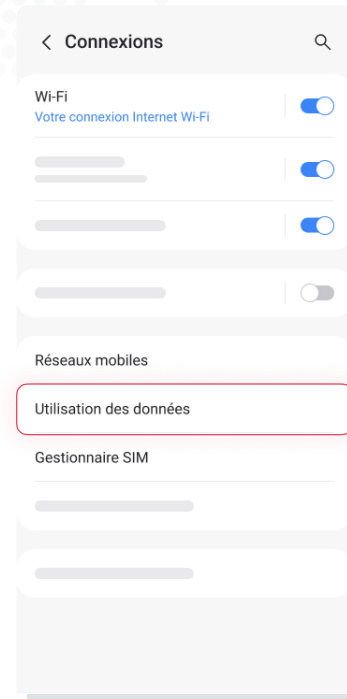 Connexions
Wi-Fi
Votre connexion Internet Wi-Fi
Réseaux mobiles
Utilisation des données
Gestionnaire SIM